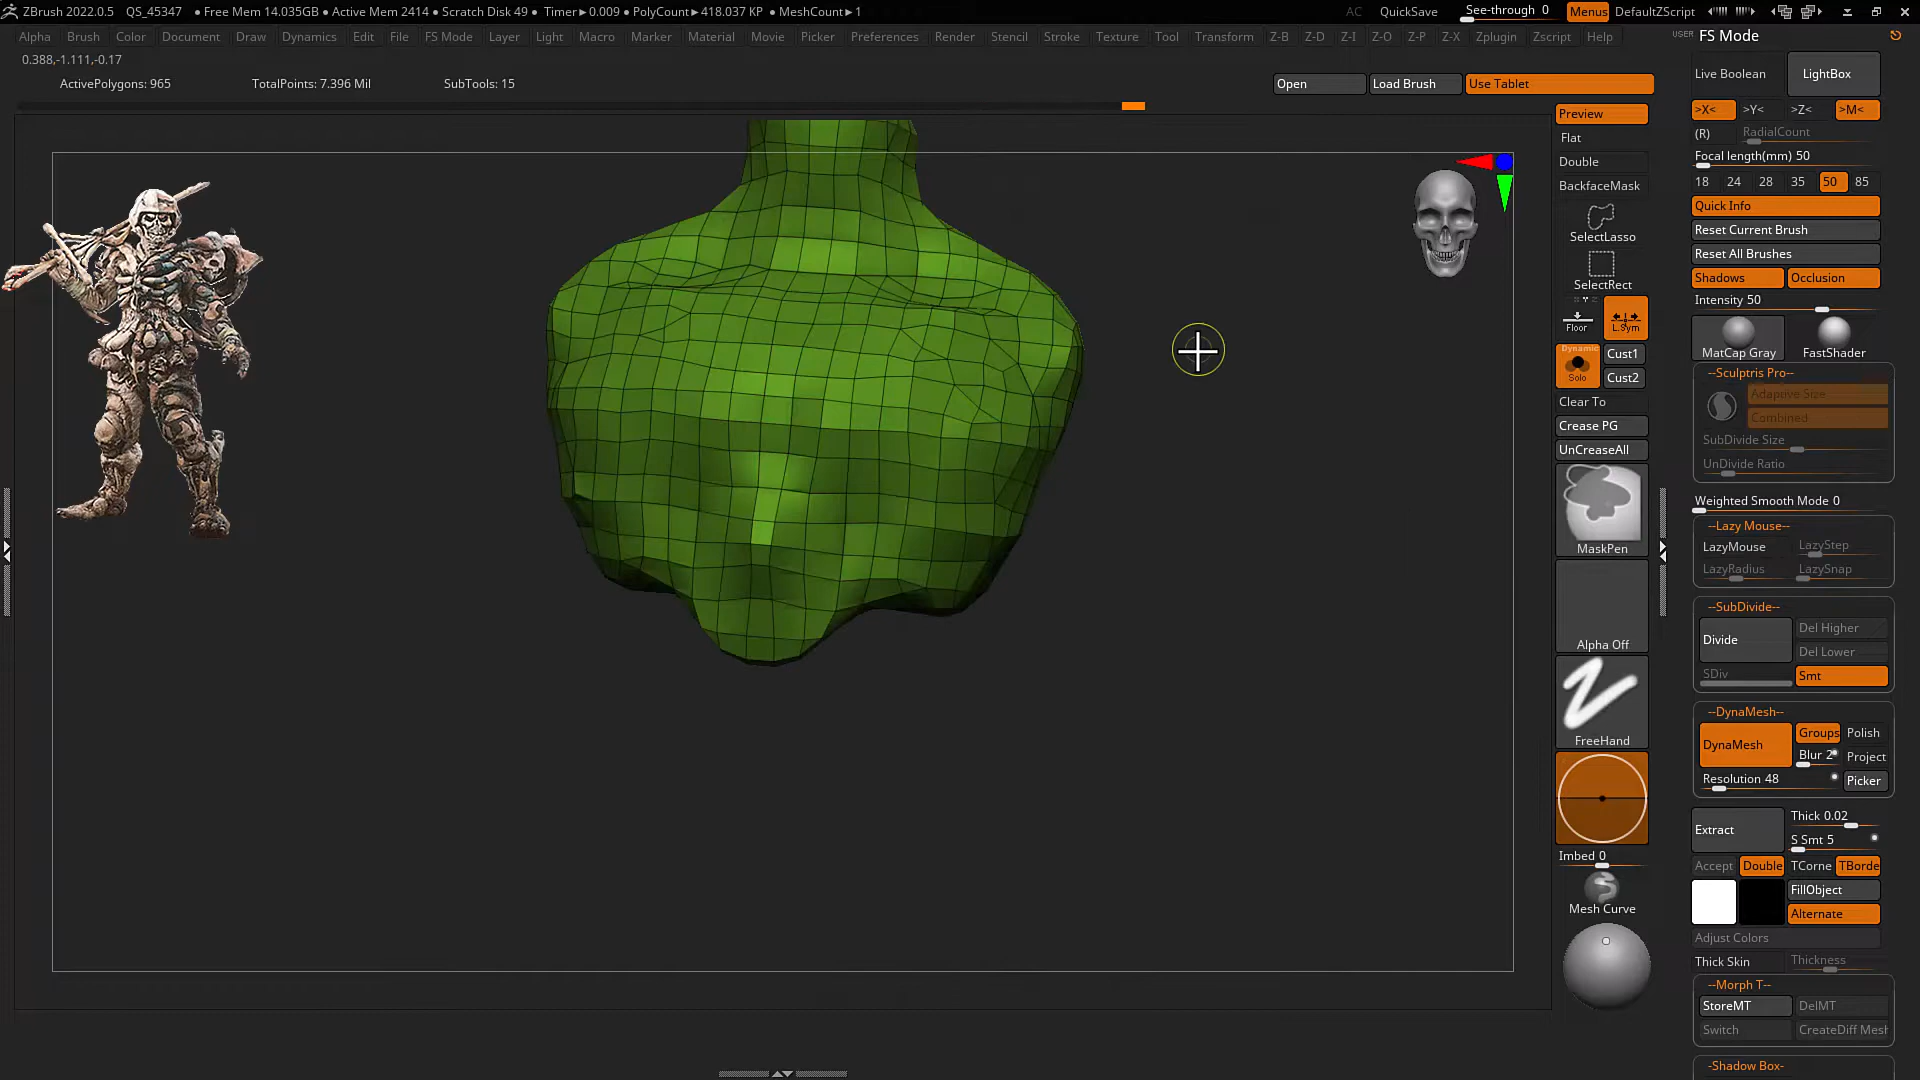 ZBrush 2022.0.5 QS_45347 ● Free Mem 14.035GB ● Active Mem 2414 ● Scratch Disk 49 ● Timer▸0.009 ● PolyCount▸418.037 KP ● MeshCount▸1 AC QuickSave See-through 0 Menus DefaultZScript
Alpha Brush Color Document Draw Dynamics Edit File FS Mode Layer Light Macro Marker Material Movie Picker Preferences Render Stencil Stroke Texture Tool Transform Z-B Z-D Z-I Z-O Z-P Z-X Zplugin Zscript Help
USER FS Mode
0.388,-1.111,-0.17
ActivePolygons: 965 TotalPoints: 7.396 Mil SubTools: 15 Open Load Brush Use Tablet
Preview
Flat
Double
BackfaceMask
SelectLasso
SelectRect
Floor L.Sym
Dynamic
Solo
Cust1
Cust2
Clear To
Crease PG
UnCreaseAll
MaskPen
Alpha Off
FreeHand
Imbed 0
Mesh Curve
Live Boolean LightBox
>X< >Y< >Z< >M<
(R) RadialCount
Focal length(mm) 50
18 24 28 35 50 85
Quick Info
Reset Current Brush
Reset All Brushes
Shadows Occlusion
Intensity 50
MatCap Gray FastShader
--Sculptris Pro--
Adaptive Size
Combined
SubDivide Size
UnDivide Ratio
Weighted Smooth Mode 0
--Lazy Mouse--
LazyMouse LazyStep
LazyRadius LazySnap
--SubDivide--
Divide Del Higher
Del Lower
SDiv Smt
--DynaMesh--
DynaMesh Groups Polish
Blur 2 Project
Resolution 48 Picker
Extract Thick 0.02
S Smt 5
Accept Double TCorne TBorde
FillObject
Alternate
Adjust Colors
Thick Skin Thickness
--Morph T--
StoreMT DelMT
Switch CreateDiff Mesh
-Shadow Box-